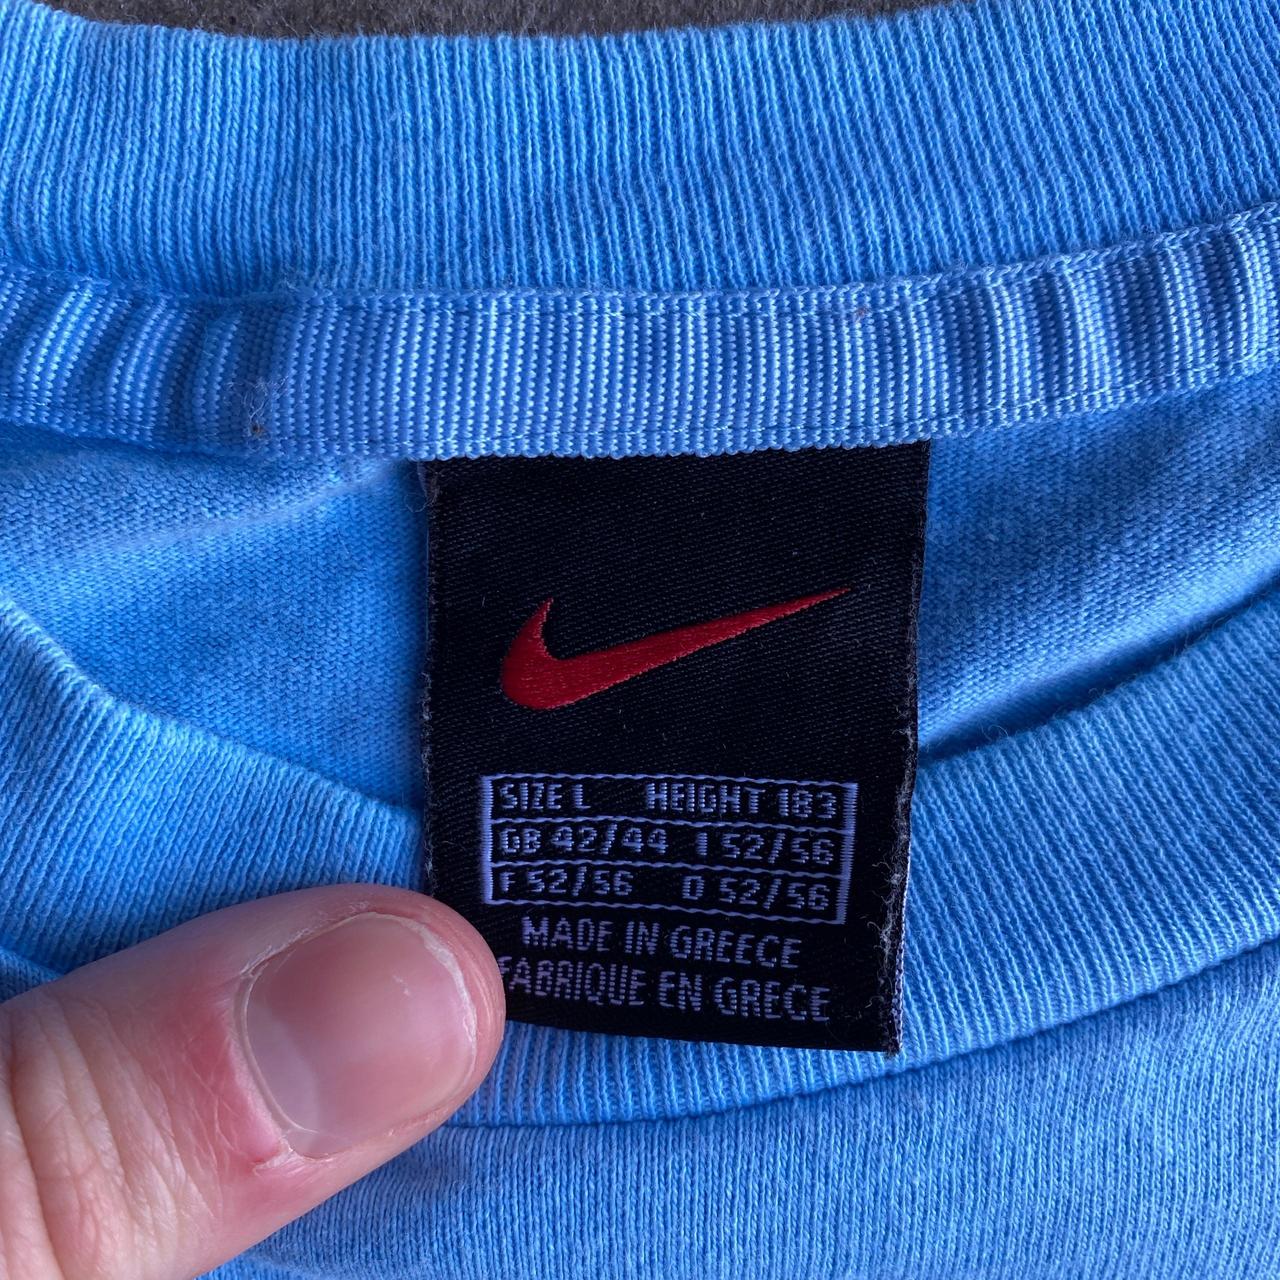 SIZE L HEIGHT 183
GB 42/44 I 52/56
F 52/56 D 52/56
MADE IN GREECE
FABRIQUE EN GRECE